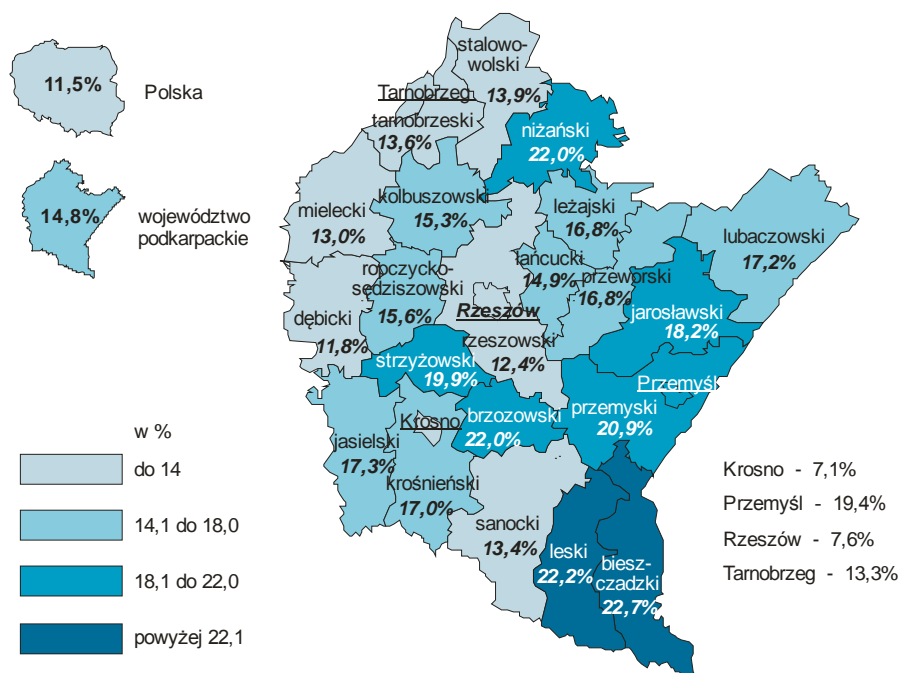 11,5%
Polska
14,8%
województwo
podkarpackie
stalowo-
wolski
13,9%
Tarnobrzeg
tarnobrzeski
13,6%
niżański
22,0%
kolbuszowski
15,3%
leżajski
16,8%
mielecki
13,0%
lubaczowski
17,2%
łańcucki
14,9%
przeworski
16,8%
ropczycko-
sędziszowski
15,6%
jarosławski
18,2%
Rzeszów
rzeszowski
12,4%
dębicki
11,8%
strzyżowski
19,9%
Przemyśl
przemyski
20,9%
Krosno
brzozowski
22,0%
jasielski
17,3%
krośnieński
17,0%
sanocki
13,4%
leski
22,2%
biesz-
czadzki
22,7%
w %
do 14
14,1 do 18,0
18,1 do 22,0
powyżej 22,1
Krosno - 7,1%
Przemyśl - 19,4%
Rzeszów - 7,6%
Tarnobrzeg - 13,3%